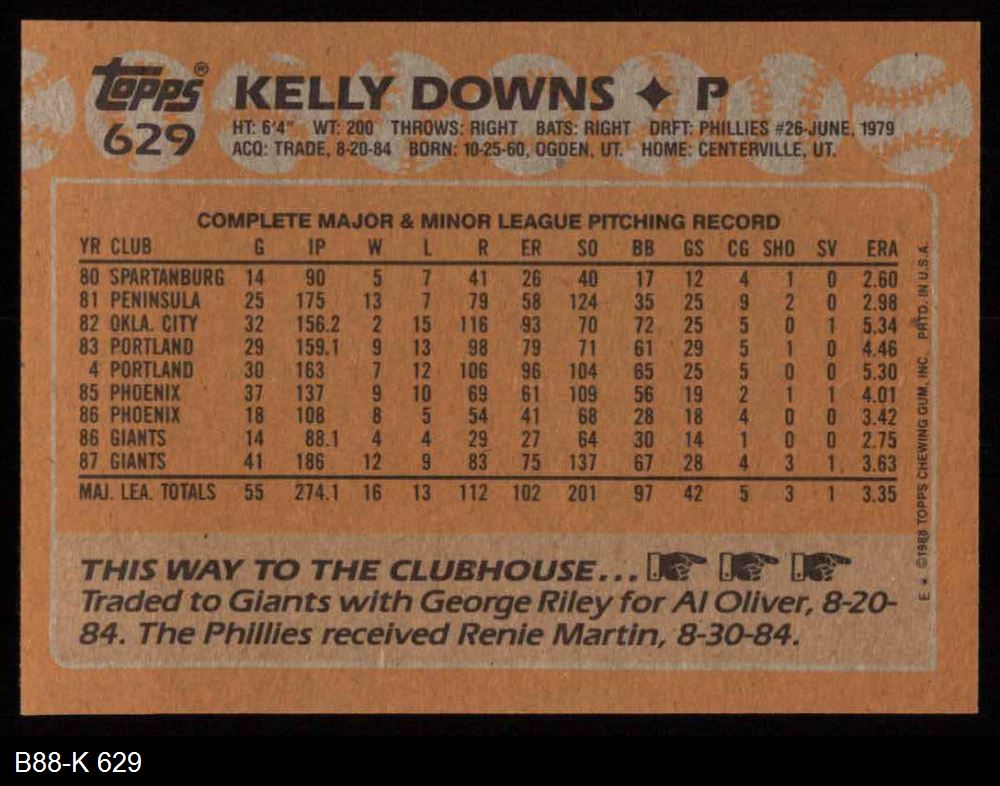 Topps® KELLY DOWNS ✦ P
629
HT: 6'4" WT: 200 THROWS: RIGHT BATS: RIGHT DRFT: PHILLIES #26-JUNE, 1979
ACQ: TRADE, 8-20-84 BORN: 10-25-60, OGDEN, UT. HOME: CENTERVILLE, UT.
COMPLETE MAJOR & MINOR LEAGUE PITCHING RECORD
YR CLUB G IP W L R ER SO BB GS CG SHO SV ERA
80 SPARTANBURG 14 90 5 7 41 26 40 17 12 4 1 0 2.60
81 PENINSULA 25 175 13 7 79 58 124 35 25 9 2 0 2.98
82 OKLA. CITY 32 156.2 2 15 116 93 70 72 25 5 0 1 5.34
83 PORTLAND 29 159.1 9 13 98 79 71 61 29 5 1 0 4.46
4 PORTLAND 30 163 7 12 106 96 104 65 25 5 0 0 5.30
85 PHOENIX 37 137 9 10 69 61 109 56 19 2 1 1 4.01
86 PHOENIX 18 108 8 5 54 41 68 28 18 4 0 0 3.42
86 GIANTS 14 88.1 4 4 29 27 64 30 14 1 0 0 2.75
87 GIANTS 41 186 12 9 83 75 137 67 28 4 3 1 3.63
MAJ. LEA. TOTALS 55 274.1 16 13 112 102 201 97 42 5 3 1 3.35
THIS WAY TO THE CLUBHOUSE...
Traded to Giants with George Riley for Al Oliver, 8-20-
84. The Phillies received Renie Martin, 8-30-84.
E * ©1988 TOPPS CHEWING GUM, INC. PRTD. IN U.S.A.
B88-K 629